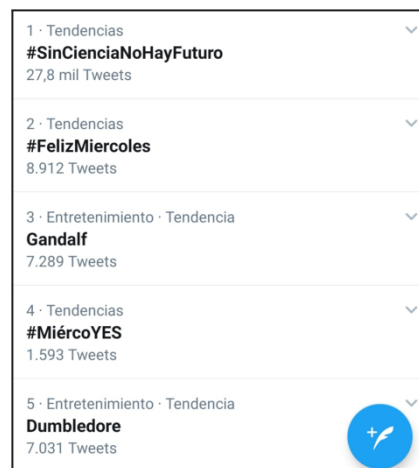 1 · Tendencias
#SinCienciaNoHayFuturo
27,8 mil Tweets
2 · Tendencias
#FelizMiercoles
8.912 Tweets
3 · Entretenimiento · Tendencia
Gandalf
7.289 Tweets
4 · Tendencias
#MiércoYES
1.593 Tweets
5 · Entretenimiento · Tendencia
Dumbledore
7.031 Tweets